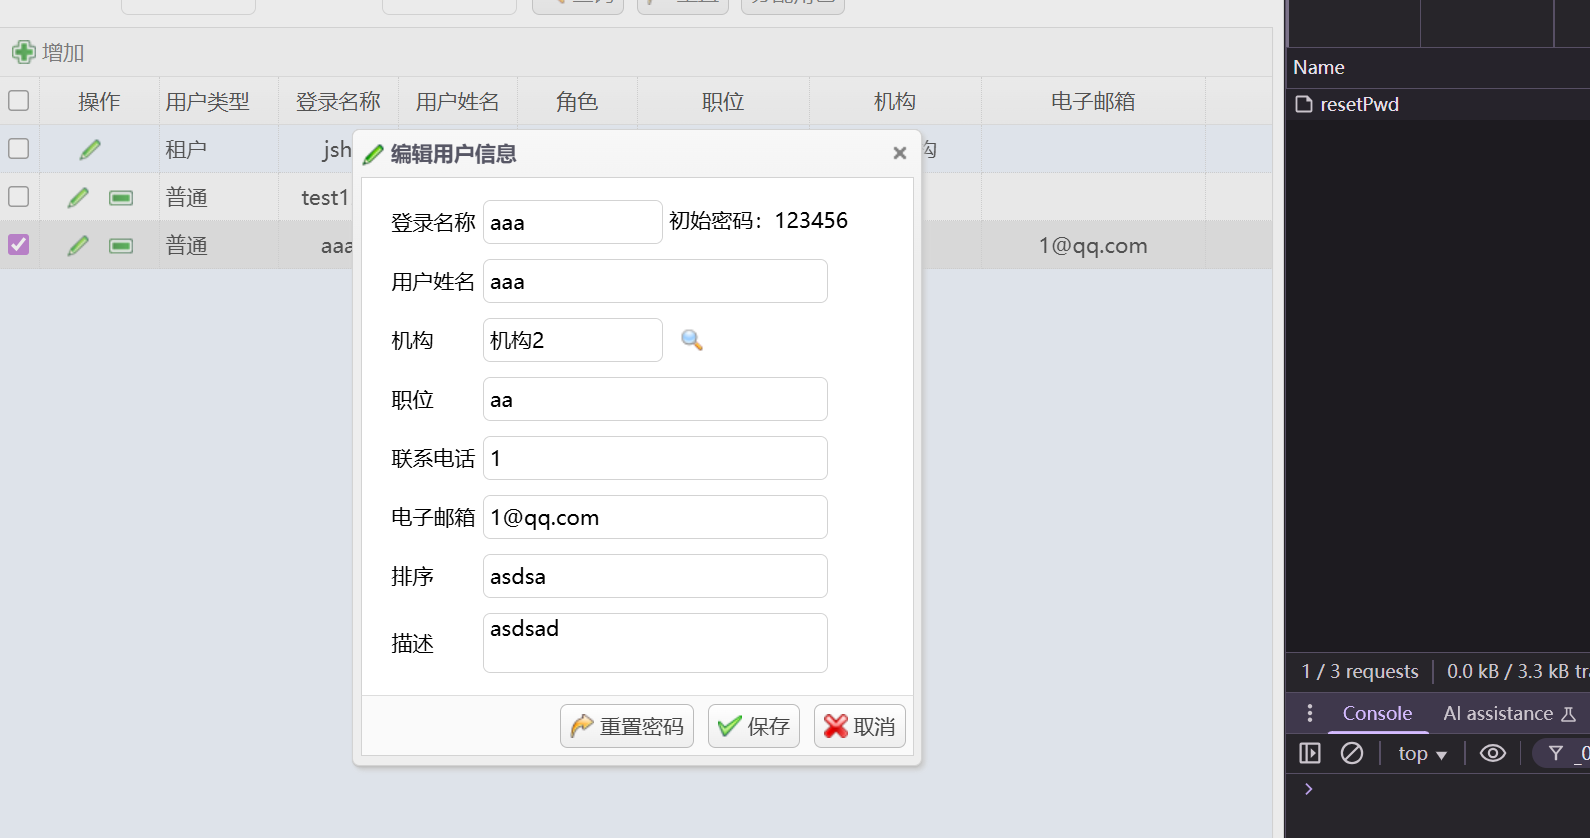 增加
操作 用户类型 登录名称 用户姓名 角色 职位 机构 电子邮箱
租户 jsh
普通 test1
普通 aaa 1@qq.com
编辑用户信息
登录名称 aaa 初始密码：123456
用户姓名 aaa
机构 机构2
职位 aa
联系电话 1
电子邮箱 1@qq.com
排序 asdsa
描述 asdsad
重置密码 保存 取消
Name
resetPwd
1 / 3 requests 0.0 kB / 3.3 kB tra
Console AI assistance
top